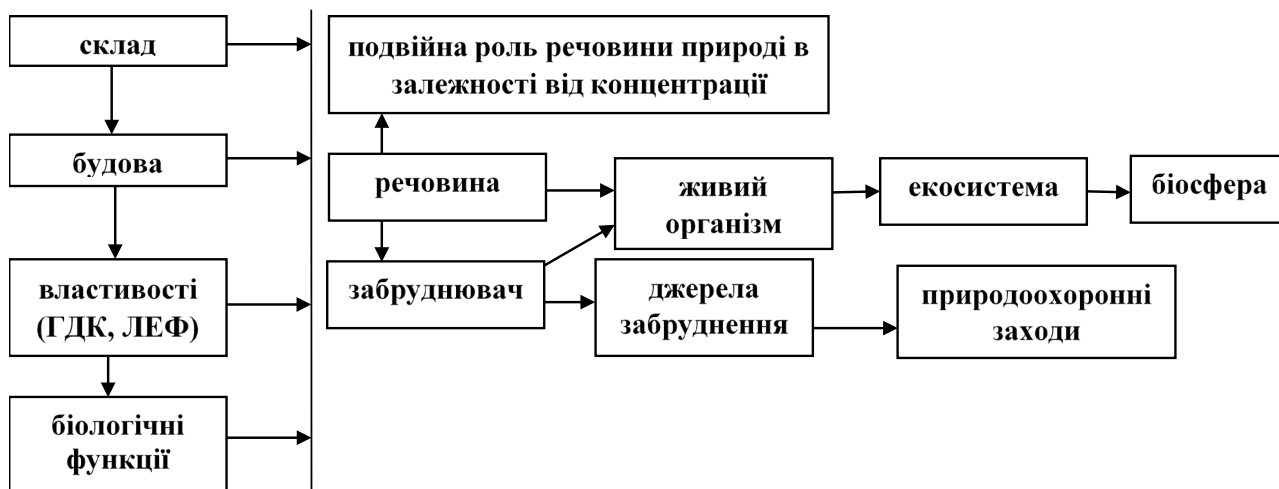 склад
будова
властивості
(ГДК, ЛЕФ)
біологічні
функції
подвійна роль речовини природі в
залежності від концентрації
речовина
живий
організм
екосистема
біосфера
забруднювач
джерела
забруднення
природоохоронні
заходи